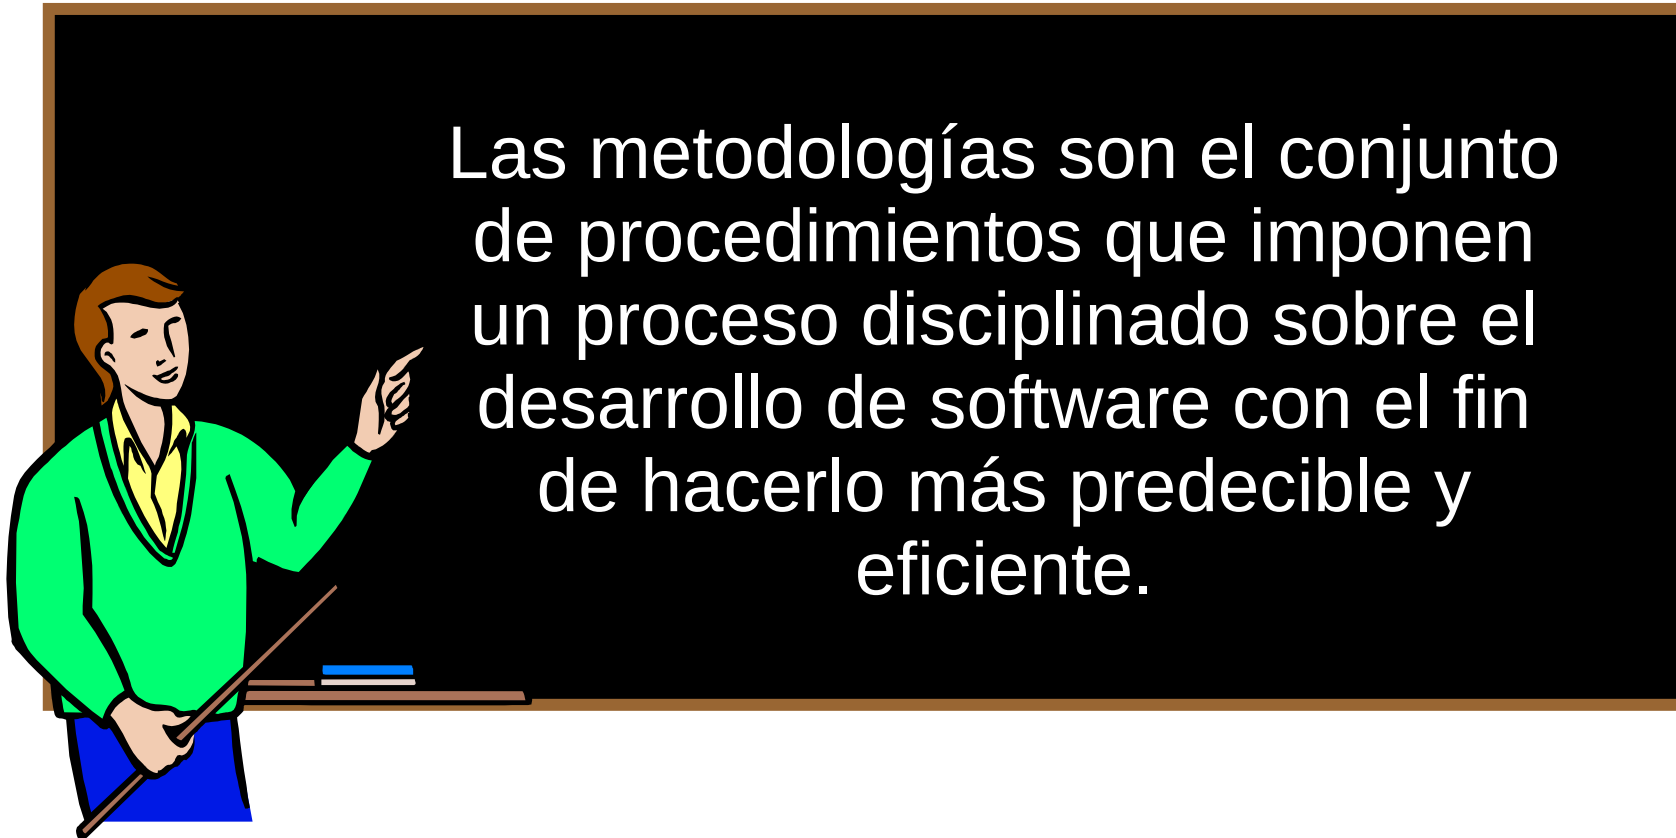 Las metodologías son el conjunto
de procedimientos que imponen
un proceso disciplinado sobre el
desarrollo de software con el fin
de hacerlo más predecible y
eficiente.